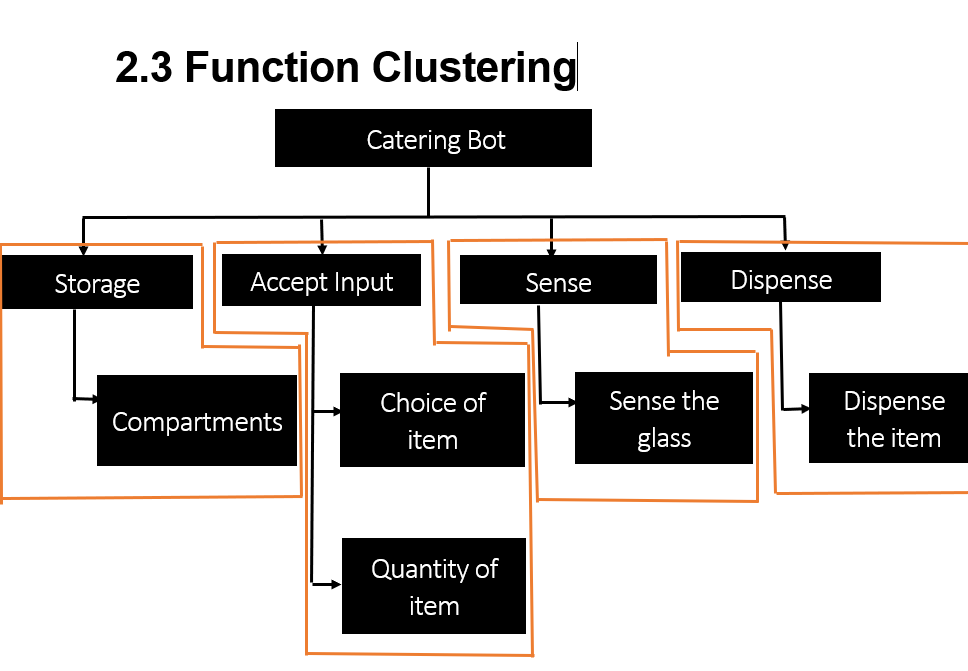 2.3 Function Clustering
Catering Bot
Storage
Accept Input
Sense
Dispense
Compartments
Choice of
item
Sense the
glass
Dispense
the item
Quantity of
item